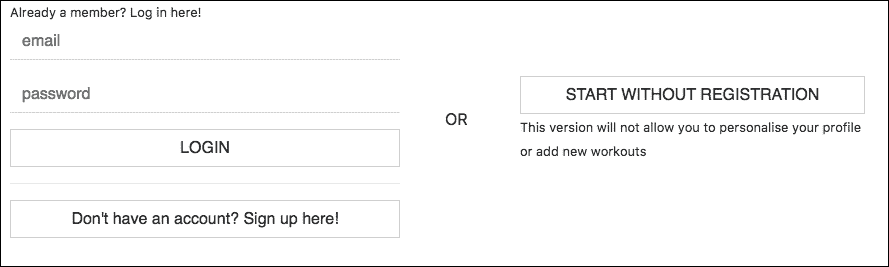 Already a member? Log in here!
email
password
LOGIN
Don't have an account? Sign up here!
OR
START WITHOUT REGISTRATION
This version will not allow you to personalise your profile
or add new workouts